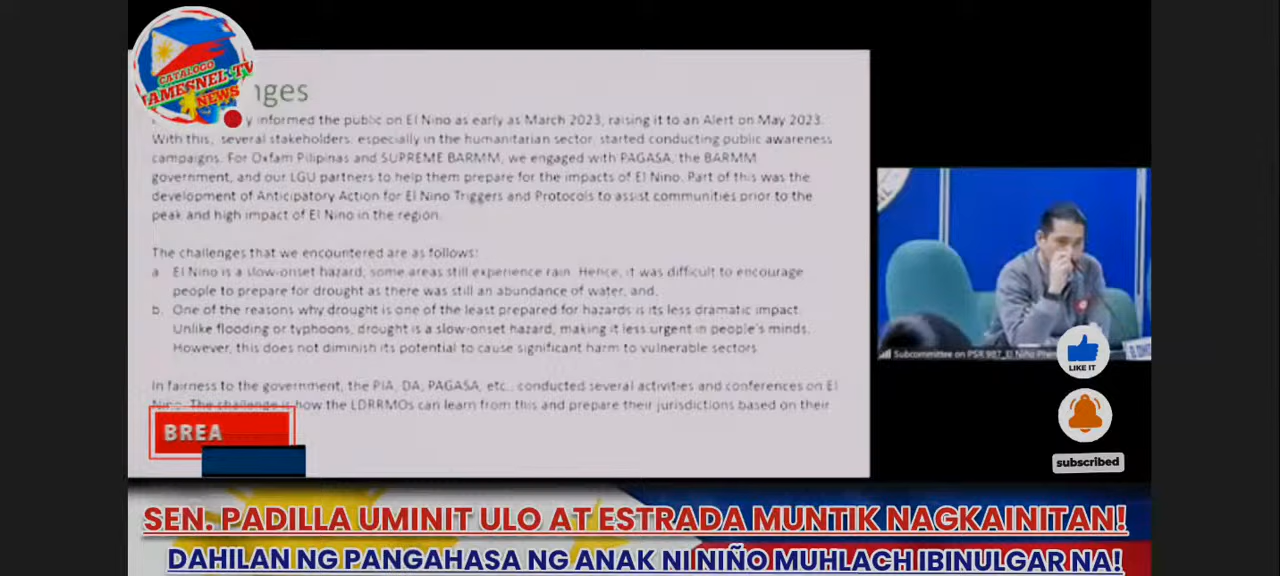 CATALOGO
JAMESNEL TV
NEWS
nges
y informed the public on El Nino as early as March 2023, raising it to an Alert on May 2023.
With this, several stakeholders, especially in the humanitarian sector, started conducting public awareness
campaigns. For Oxfam Pilipinas and SUPREME BARMM, we engaged with PAGASA, the BARMM
government, and our LGU partners to help them prepare for the impacts of El Nino. Part of this was the
development of Anticipatory Action for El Nino Triggers and Protocols to assist communities prior to the
peak and high impact of El Nino in the region.
The challenges that we encountered are as follows:
a. El Nino is a slow-onset hazard; some areas still experience rain. Hence, it was difficult to encourage
people to prepare for drought as there was still an abundance of water, and,
b. One of the reasons why drought is one of the least prepared for hazards is its less dramatic impact.
Unlike flooding or typhoons, drought is a slow-onset hazard, making it less urgent in people's minds.
However, this does not diminish its potential to cause significant harm to vulnerable sectors.
In fairness to the government, the PIA, DA, PAGASA, etc., conducted several activities and conferences on El
Nino. The challenge is how the LDRRMOs can learn from this and prepare their jurisdictions based on their
BREA
Subcommittee on PSR 987_El Niño
LIKE IT
subscribed
SEN. PADILLA UMINIT ULO AT ESTRADA MUNTIK NAGKAINITAN!
DAHILAN NG PANGAHASA NG ANAK NI NIÑO MUHLACH IBINULGAR NA!